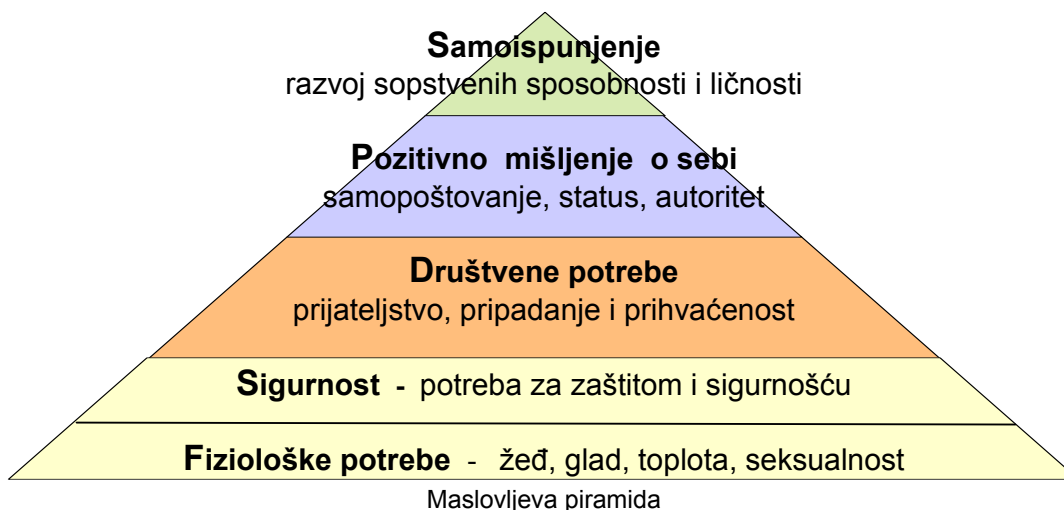 Samoispunjenje
razvoj sopstvenih sposobnosti i ličnosti
Pozitivno mišljenje o sebi
samopoštovanje, status, autoritet
Društvene potrebe
prijateljstvo, pripadanje i prihvaćenost
Sigurnost - potreba za zaštitom i sigurnošću
Fiziološke potrebe - žeđ, glad, toplota, seksualnost
Maslovljeva piramida